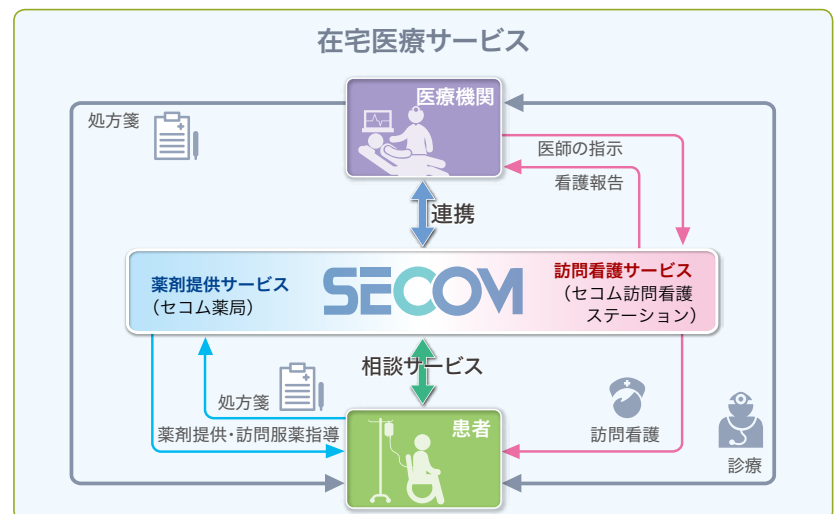 在宅医療サービス
医療機関
処方箋
医師の指示
看護報告
連携
薬剤提供サービス
（セコム薬局）
SECOM
訪問看護サービス
（セコム訪問看護
ステーション）
相談サービス
処方箋
薬剤提供・訪問服薬指導
患者
訪問看護
診療